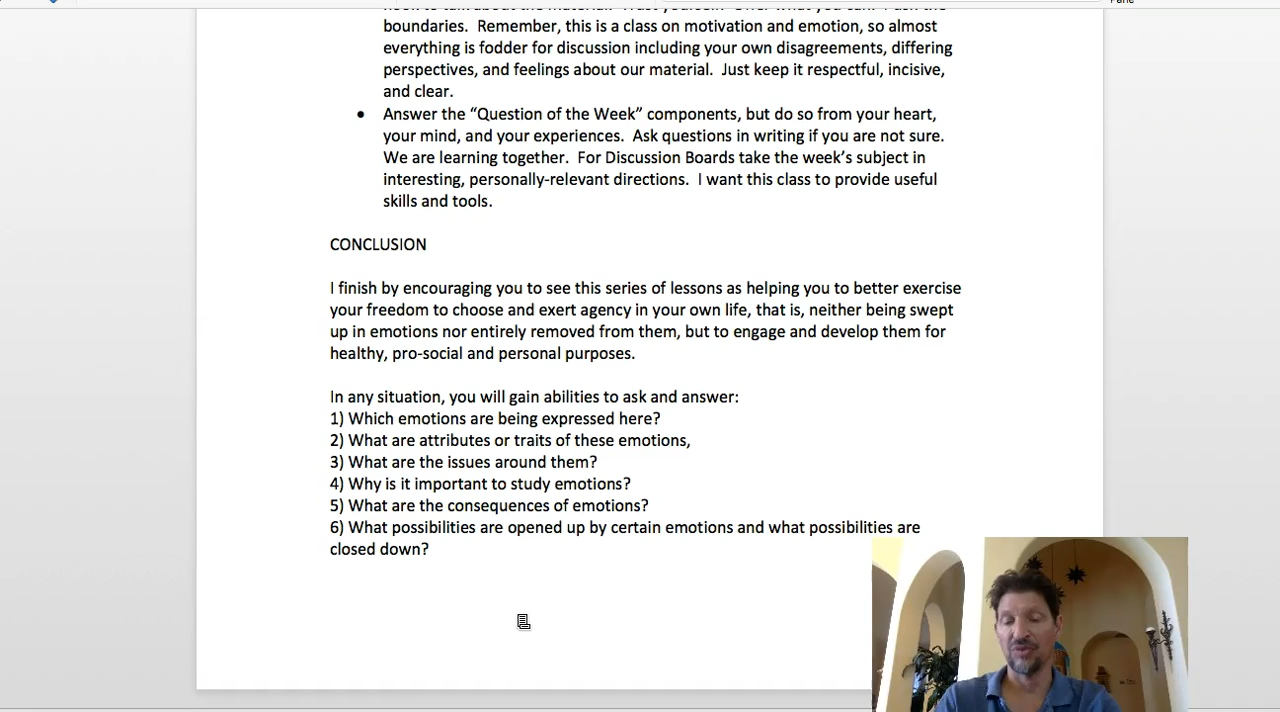 Pane
boundaries. Remember, this is a class on motivation and emotion, so almost
everything is fodder for discussion including your own disagreements, differing
perspectives, and feelings about our material. Just keep it respectful, incisive,
and clear.
• Answer the “Question of the Week” components, but do so from your heart,
your mind, and your experiences. Ask questions in writing if you are not sure.
We are learning together. For Discussion Boards take the week’s subject in
interesting, personally-relevant directions. I want this class to provide useful
skills and tools.
CONCLUSION
I finish by encouraging you to see this series of lessons as helping you to better exercise
your freedom to choose and exert agency in your own life, that is, neither being swept
up in emotions nor entirely removed from them, but to engage and develop them for
healthy, pro-social and personal purposes.
In any situation, you will gain abilities to ask and answer:
1) Which emotions are being expressed here?
2) What are attributes or traits of these emotions,
3) What are the issues around them?
4) Why is it important to study emotions?
5) What are the consequences of emotions?
6) What possibilities are opened up by certain emotions and what possibilities are
closed down?